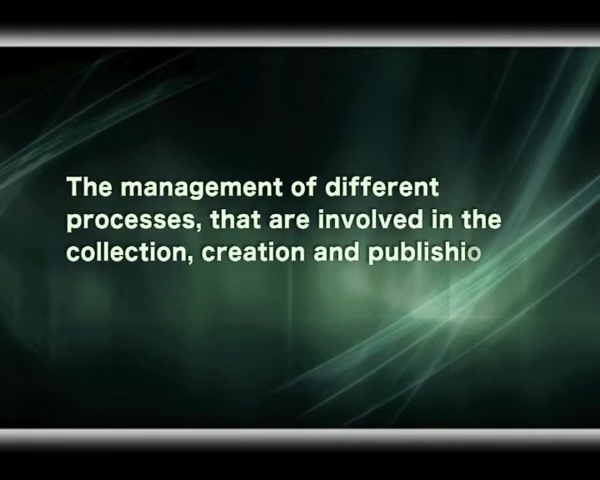 The management of different
processes, that are involved in the
collection, creation and publishio